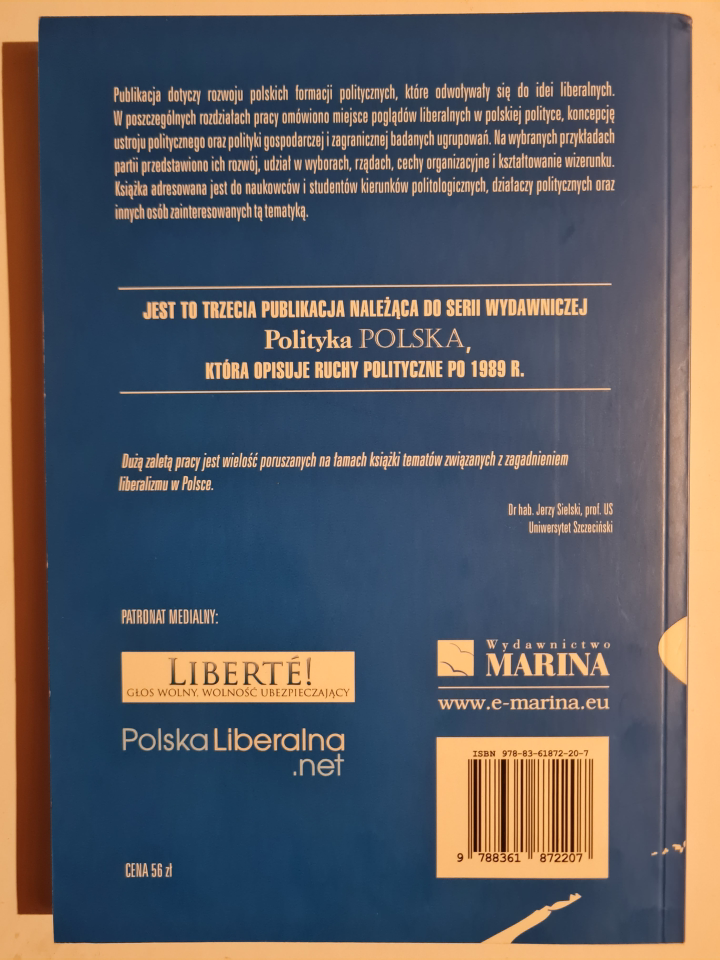 Publikacja dotyczy rozwoju polskich formacji politycznych, które odwoływały się do idei liberalnych.
W poszczególnych rozdziałach pracy omówiono miejsce poglądów liberalnych w polskiej polityce, koncepcję
ustroju politycznego oraz polityki gospodarczej i zagranicznej badanych ugrupowań. Na wybranych przykładach
partii przedstawiono ich rozwój, udział w wyborach, rządach, cechy organizacyjne i kształtowanie wizerunku.
Książka adresowana jest do naukowców i studentów kierunków politologicznych, działaczy politycznych oraz
innych osób zainteresowanych tą tematyką.
JEST TO TRZECIA PUBLIKACJA NALEŻĄCA DO SERII WYDAWNICZEJ
Polityka POLSKA,
KTÓRA OPISUJE RUCHY POLITYCZNE PO 1989 R.
Dużą zaletą pracy jest wielość poruszanych na łamach książki tematów związanych z zagadnieniem
liberalizmu w Polsce.
Dr hab. Jerzy Sielski, prof. US
Uniwersytet Szczeciński
PATRONAT MEDIALNY:
LIBERTÉ!
GŁOS WOLNY, WOLNOŚĆ UBEZPIECZAJĄCY
PolskaLiberalna
.net
CENA 56 zł
Wydawnictwo
MARINA
www.e-marina.eu
ISBN 978-83-61872-20-7
9 788361 872207